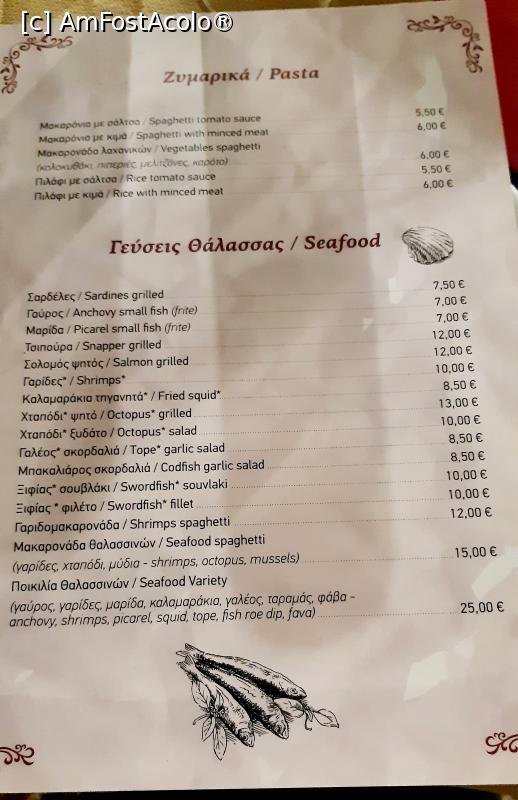 [c] AmFostAcolo®
Ζυμαρικά / Pasta
Μακαρόνια με σάλτσα / Spaghetti tomato sauce 5,50 €
Μακαρόνια με κιμά / Spaghetti with minced meat 6,00 €
Μακαρονάδα λαχανικών / Vegetables spaghetti
(κολοκυθάκι, πιπεριές, μελιτζάνες, καρότο) 6,00 €
Πιλάφι με σάλτσα / Rice tomato sauce 5,50 €
Πιλάφι με κιμά / Rice with minced meat 6,00 €
Γεύσεις Θάλασσας / Seafood
Σαρδέλες / Sardines grilled 7,50 €
Γαύρος / Anchovy small fish (frite) 7,00 €
Μαρίδα / Picarel small fish (frite) 7,00 €
Τσιπούρα / Snapper grilled 12,00 €
Σολομός ψητός / Salmon grilled 12,00 €
Γαρίδες* / Shrimps* 10,00 €
Καλαμαράκια τηγανητά* / Fried squid* 8,50 €
Χταπόδι* ψητό / Octopus* grilled 13,00 €
Χταπόδι* ξυδάτο / Octopus* salad 10,00 €
Γαλέος* σκορδαλιά / Tope* garlic salad 8,50 €
Μπακαλιάρος σκορδαλιά / Codfish garlic salad 8,50 €
Ξιφίας* σουβλάκι / Swordfish* souvlaki 10,00 €
Ξιφίας * φιλέτο / Swordfish* fillet 10,00 €
Γαριδομακαρονάδα / Shrimps spaghetti 12,00 €
Μακαρονάδα θαλασσινών / Seafood spaghetti
(γαρίδες, χταπόδι, μύδια - shrimps, octopus, mussels) 15,00 €
Ποικιλία θαλασσινών / Seafood Variety
(γαύρος, γαρίδες, μαρίδα, καλαμαράκια, γαλέος, ταραμάς, φάβα -
anchovy, shrimps, picarel, squid, tope, fish roe dip, fava) 25,00 €